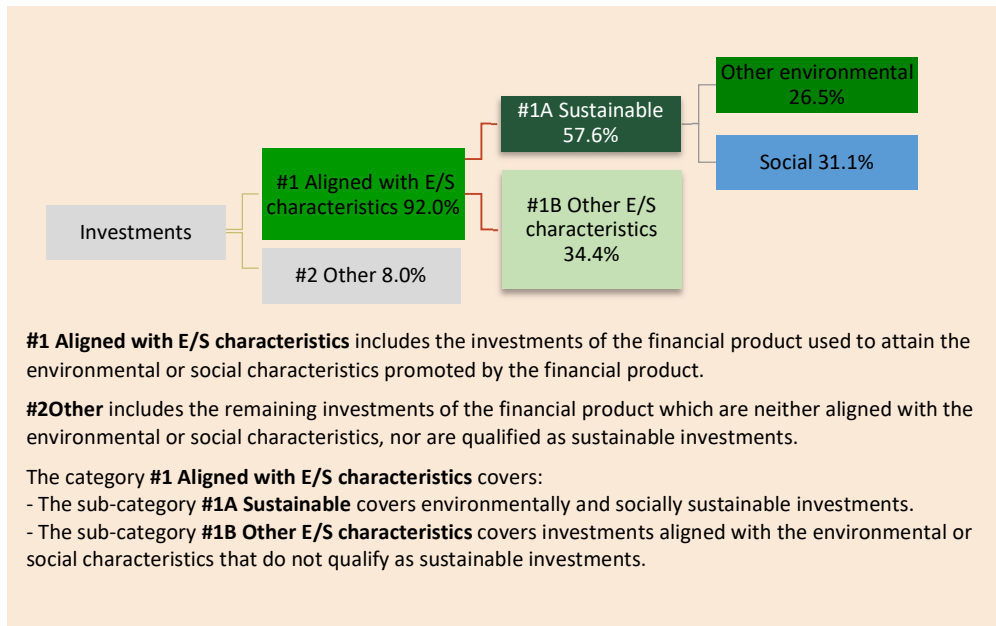 Other environmental
26.5%
#1A Sustainable
57.6%
Social 31.1%
#1 Aligned with E/S
characteristics 92.0%
#1B Other E/S
characteristics
34.4%
Investments
#2 Other 8.0%
#1 Aligned with E/S characteristics includes the investments of the financial product used to attain the
environmental or social characteristics promoted by the financial product.
#2Other includes the remaining investments of the financial product which are neither aligned with the
environmental or social characteristics, nor are qualified as sustainable investments.
The category #1 Aligned with E/S characteristics covers:
- The sub-category #1A Sustainable covers environmentally and socially sustainable investments.
- The sub-category #1B Other E/S characteristics covers investments aligned with the environmental or
social characteristics that do not qualify as sustainable investments.